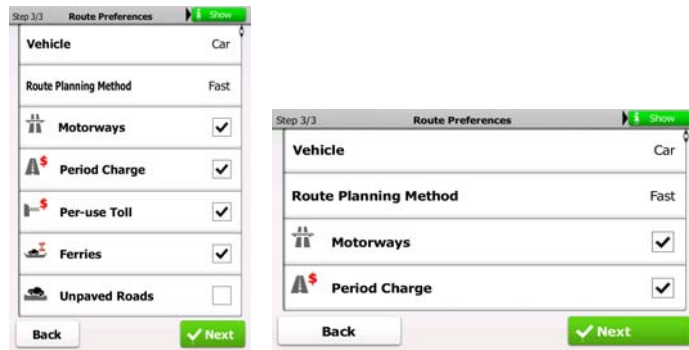 Step 3/3 Route Preferences Show
Vehicle Car
Route Planning Method Fast
Motorways
$ Period Charge
$ Per-use Toll
Ferries
Unpaved Roads
Back Next
Step 3/3 Route Preferences Show
Vehicle Car
Route Planning Method Fast
Motorways
$ Period Charge
Back Next